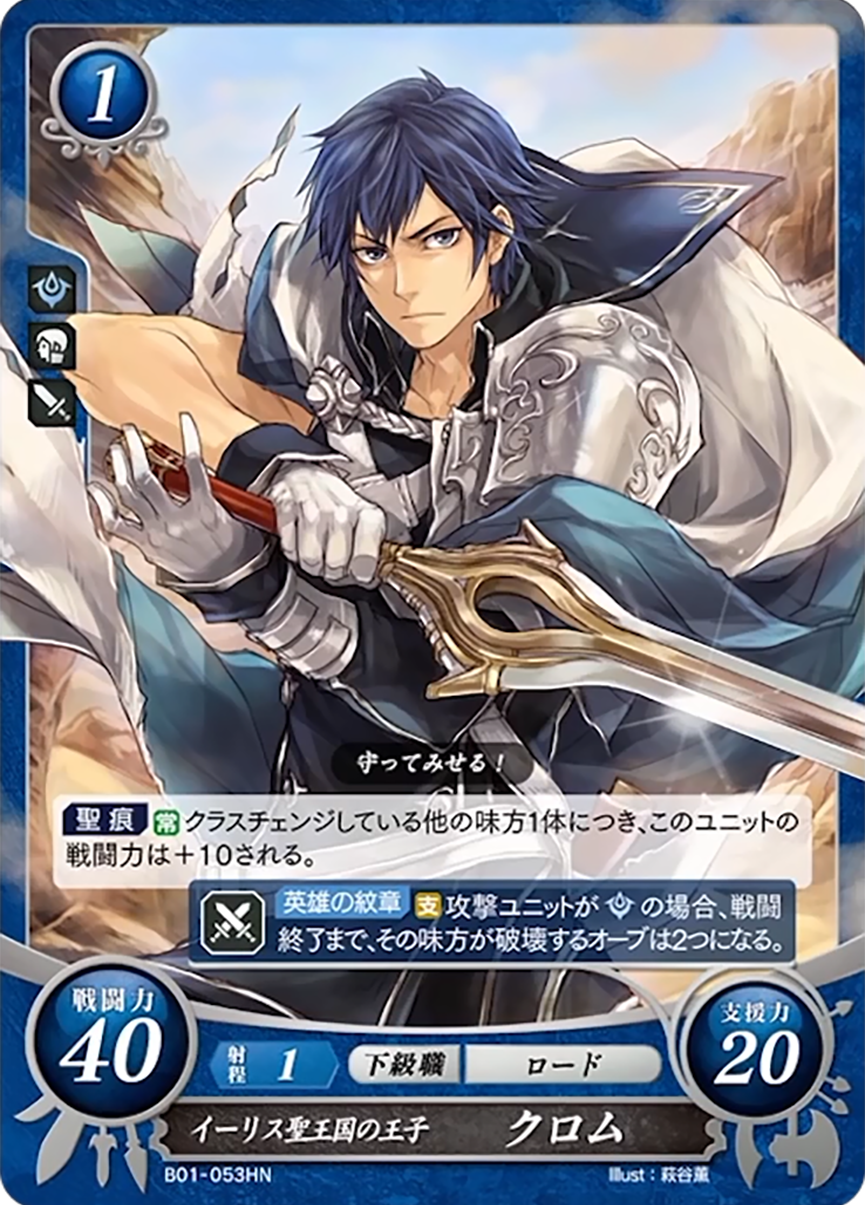 1
守ってみせる!
聖痕 常 クラスチェンジしている他の味方1体につき、このユニットの
戦闘力は+10される。
英雄の紋章 支 攻撃ユニットが の場合、戦闘
終了まで、その味方が破壊するオーブは2つになる。
戦闘力
40
射程 1
下級職 ロード
支援力
20
イーリス聖王国の王子 クロム
B01-053HN
Illust:萩谷薫